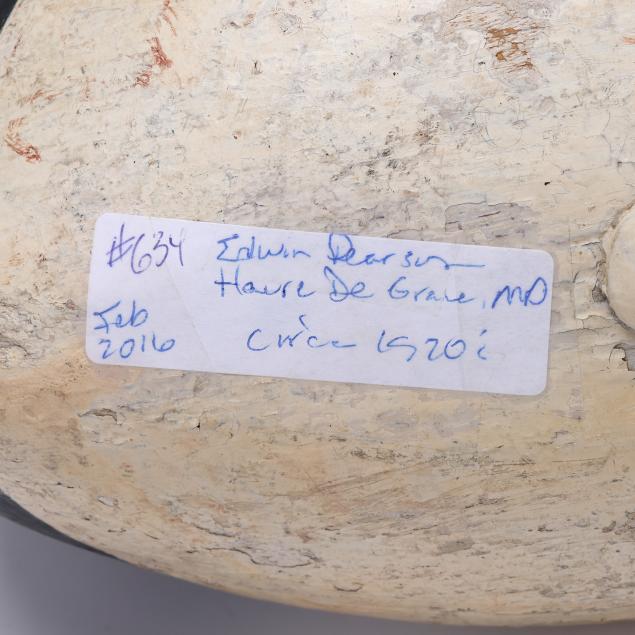 #634
Edwin Pearson
Havre De Grace, MD
Feb
2016
Circa 1920's